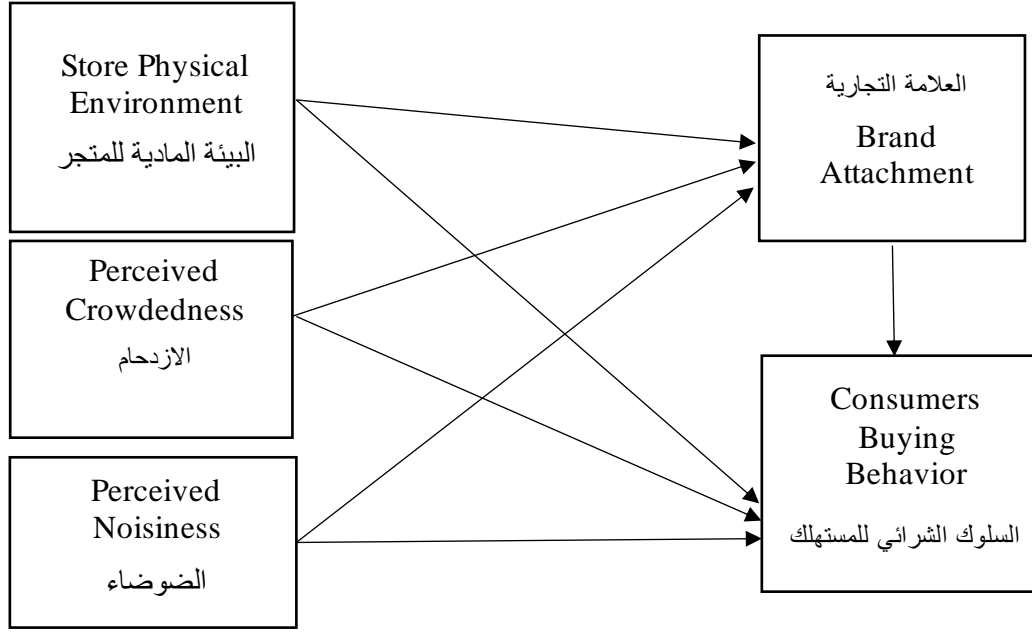 Store Physical
Environment
البيئة المادية للمتجر
Perceived
Crowdedness
الازدحام
Perceived
Noisiness
الضوضاء
العلامة التجارية
Brand
Attachment
Consumers
Buying
Behavior
السلوك الشرائي للمستهلك